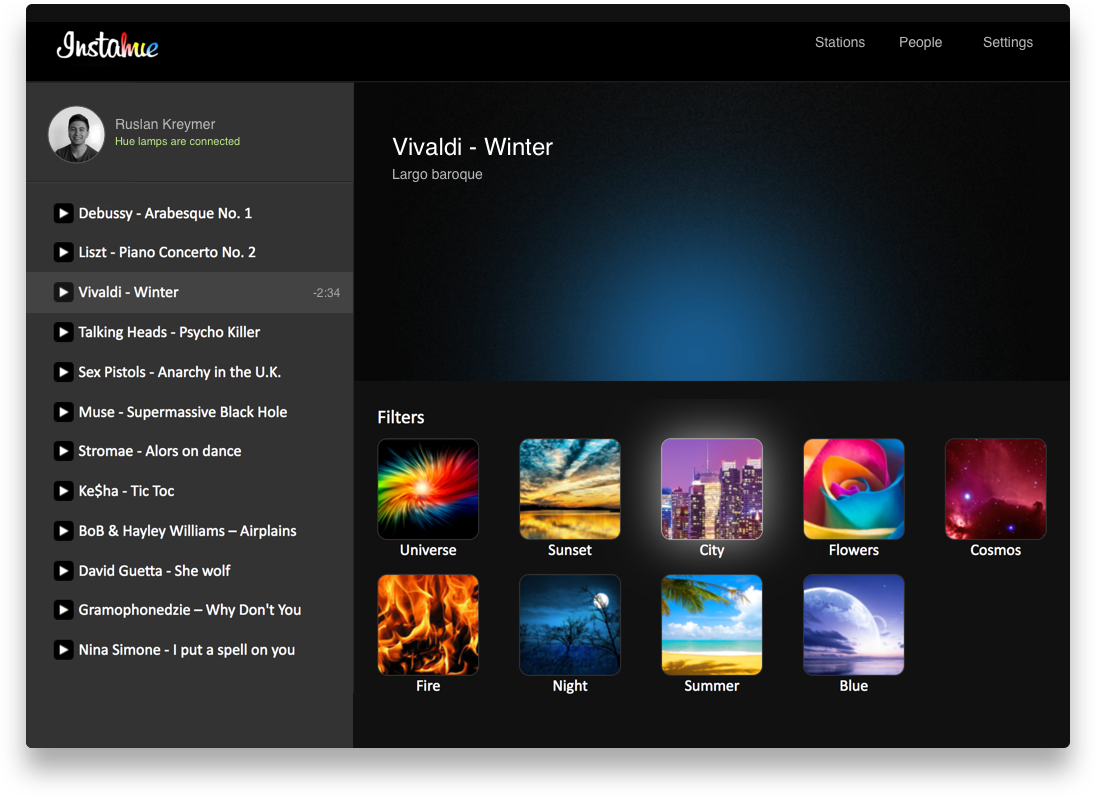 Instahue
Stations
People
Settings
Ruslan Kreymer
Hue lamps are connected
Debussy - Arabesque No. 1
Liszt - Piano Concerto No. 2
Vivaldi - Winter -2:34
Talking Heads - Psycho Killer
Sex Pistols - Anarchy in the U.K.
Muse - Supermassive Black Hole
Stromae - Alors on dance
Ke$ha - Tic Toc
BoB & Hayley Williams – Airplains
David Guetta - She wolf
Gramophonedzie – Why Don't You
Nina Simone - I put a spell on you
Vivaldi - Winter
Largo baroque
Filters
Universe
Sunset
City
Flowers
Cosmos
Fire
Night
Summer
Blue